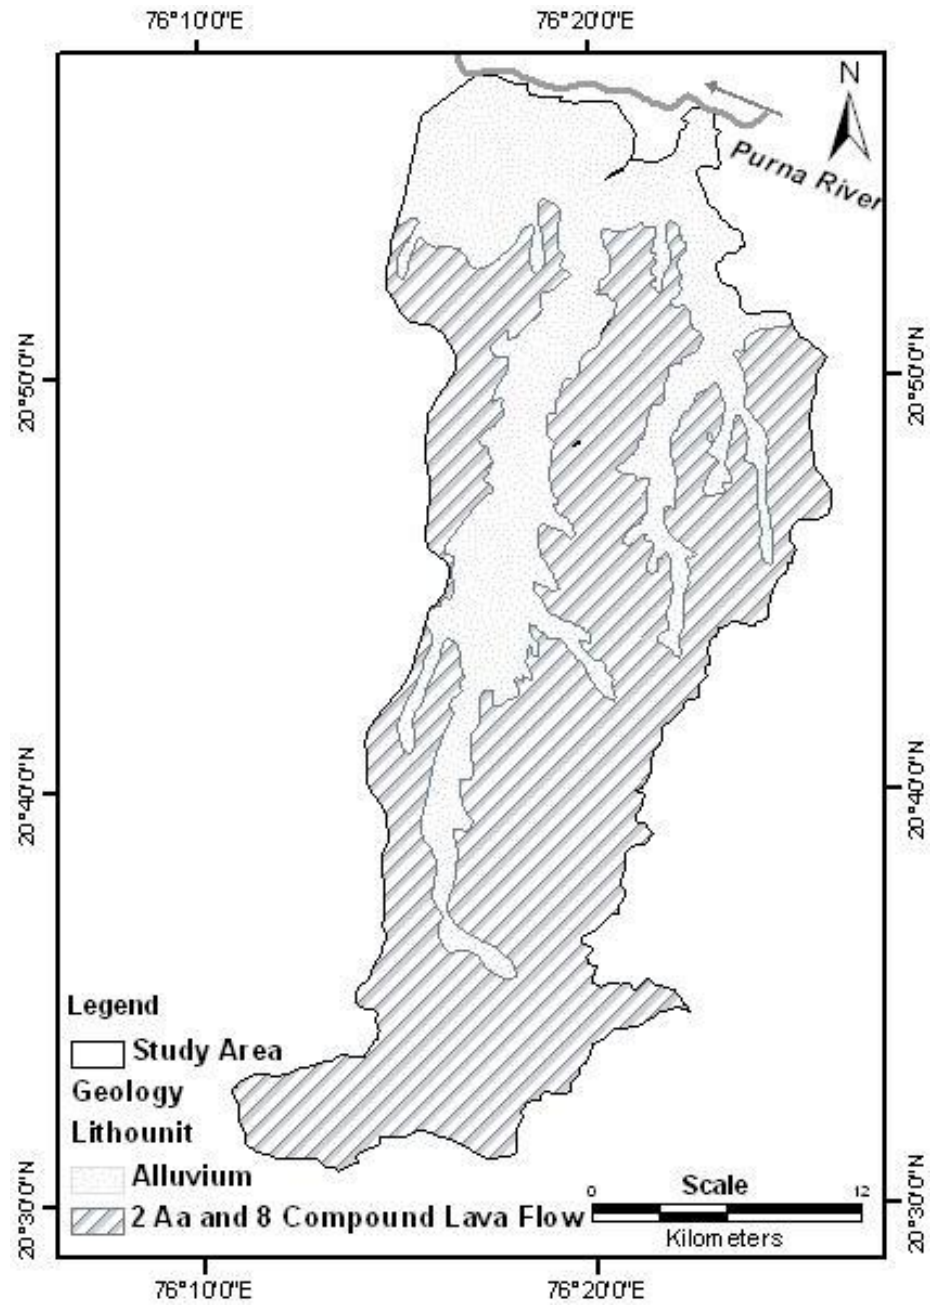 76°10'0"E 76°20'0"E
N
Purna River
20°50'0"N 20°50'0"N
20°40'0"N 20°40'0"N
20°30'0"N 20°30'0"N
Legend
Study Area
Geology
Lithounit
Alluvium
2 Aa and 8 Compound Lava Flow
0 Scale 12
Kilometers
76°10'0"E 76°20'0"E